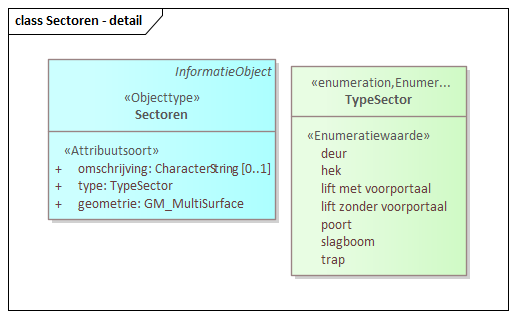 class Sectoren - detail
InformatieObject
«Objecttype»
Sectoren
«Attribuutsoort»
+ omschrijving: CharacterString [0..1]
+ type: TypeSector
+ geometrie: GM_MultiSurface
«enumeration,Enumer...
TypeSector
«Enumeratiewaarde»
deur
hek
lift met voorportaal
lift zonder voorportaal
poort
slagboom
trap